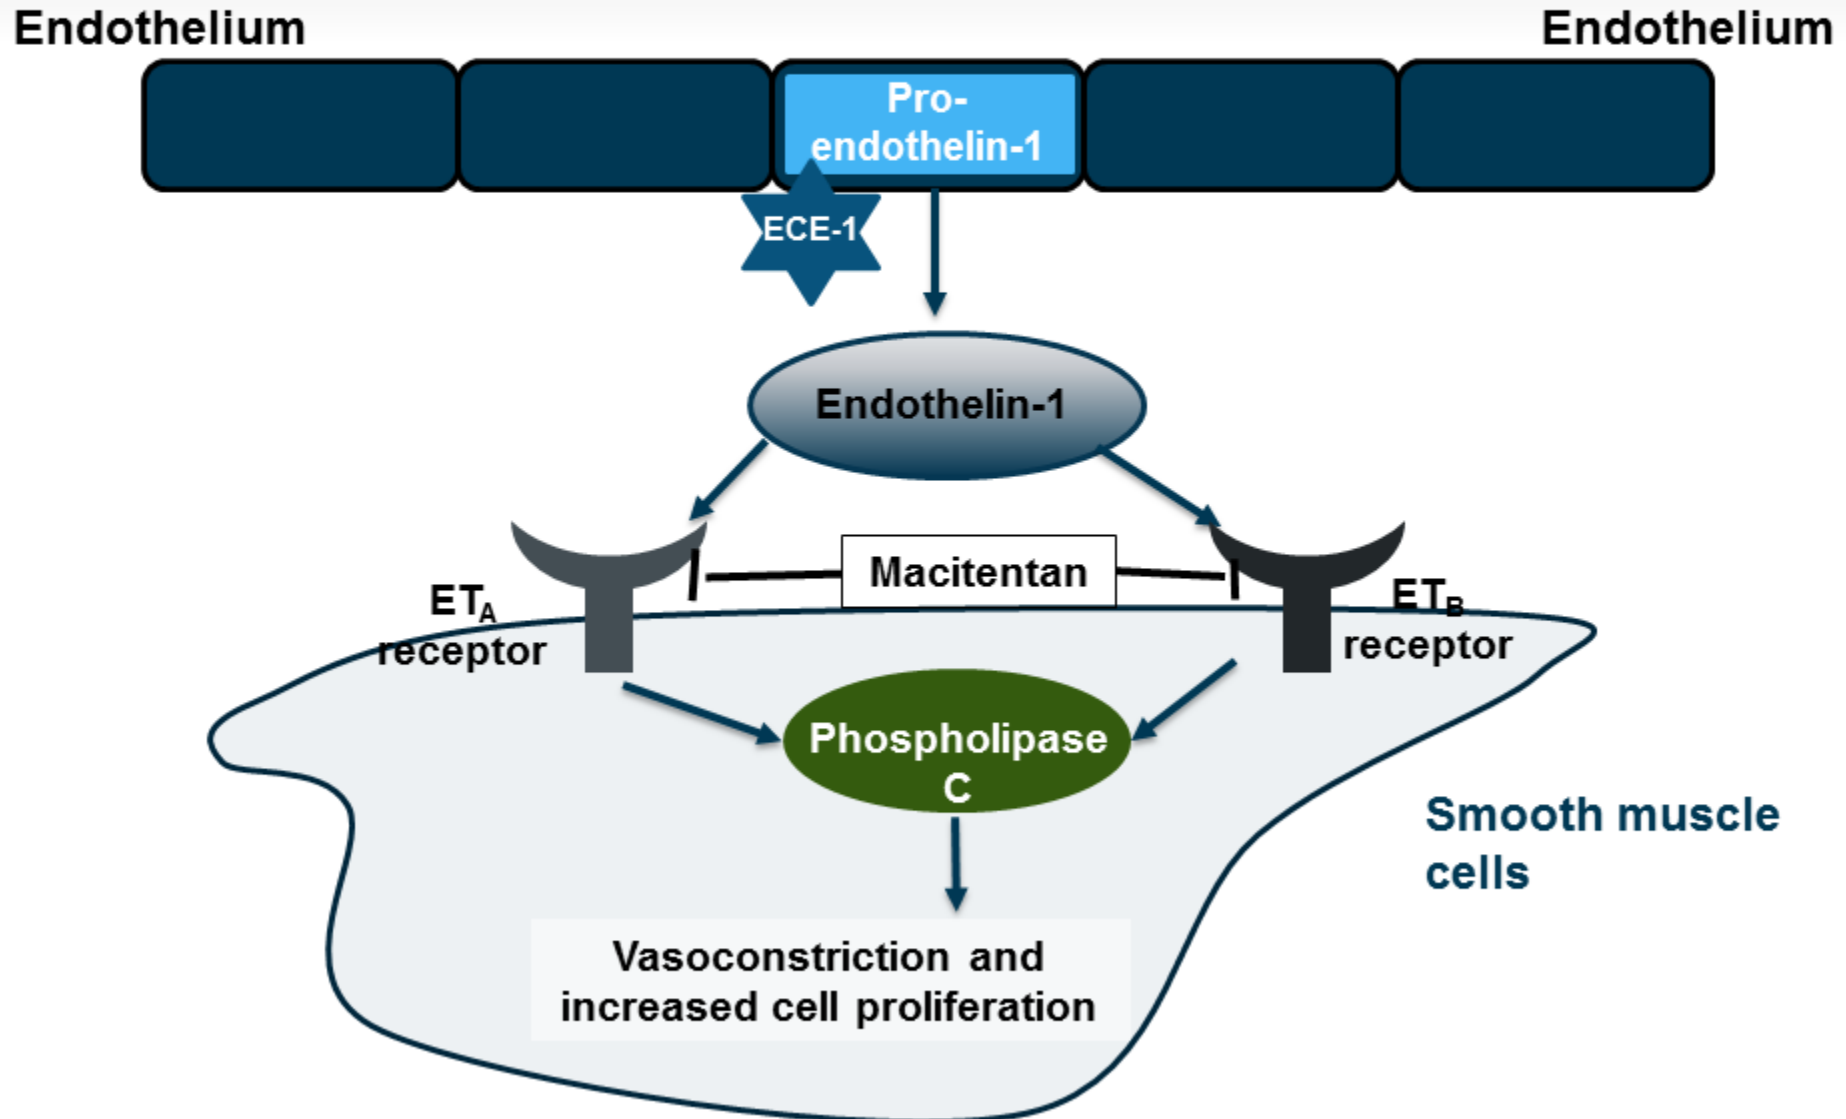 Endothelium
Endothelium
Pro-
endothelin-1
ECE-1
Endothelin-1
Macitentan
ETA
receptor
ETB
receptor
Phospholipase
C
Smooth muscle
cells
Vasoconstriction and
increased cell proliferation